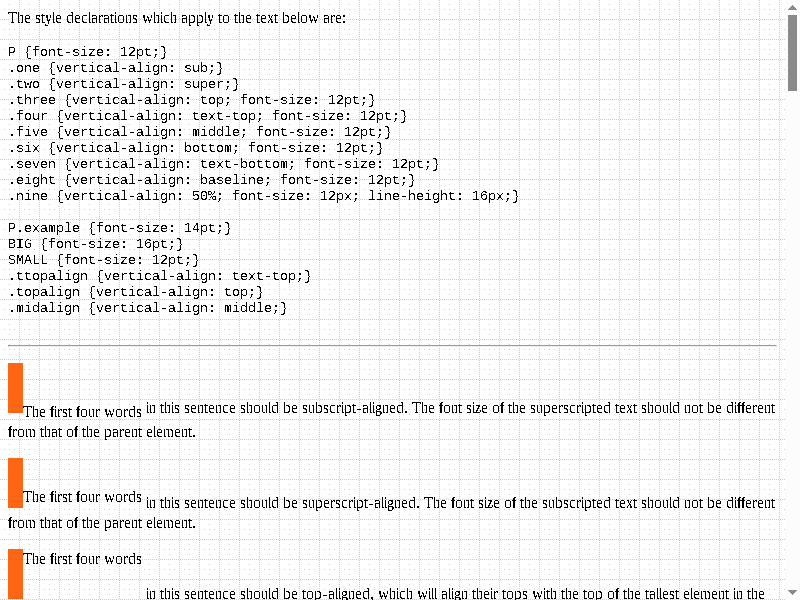 The style declarations which apply to the text below are:
P {font-size: 12pt;}
.one {vertical-align: sub;}
.two {vertical-align: super;}
.three {vertical-align: top; font-size: 12pt;}
.four {vertical-align: text-top; font-size: 12pt;}
.five {vertical-align: middle; font-size: 12pt;}
.six {vertical-align: bottom; font-size: 12pt;}
.seven {vertical-align: text-bottom; font-size: 12pt;}
.eight {vertical-align: baseline; font-size: 12pt;}
.nine {vertical-align: 50%; font-size: 12px; line-height: 16px;}
P.example {font-size: 14pt;}
BIG {font-size: 16pt;}
SMALL {font-size: 12pt;}
.ttopalign {vertical-align: text-top;}
.topalign {vertical-align: top;}
.midalign {vertical-align: middle;}
The first four words in this sentence should be subscript-aligned. The font size of the superscripted text should not be different
from that of the parent element.
The first four words in this sentence should be superscript-aligned. The font size of the subscripted text should not be different
from that of the parent element.
The first four words
in this sentence should be top-aligned, which will align their tops with the top of the tallest element in the